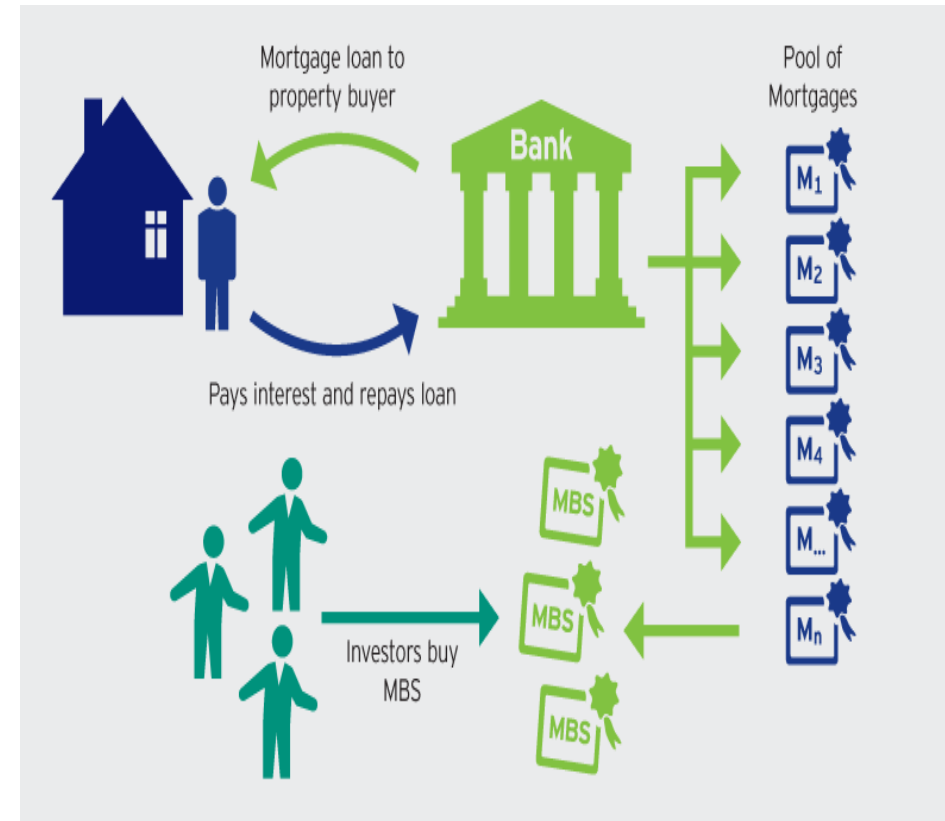 Mortgage loan to
property buyer
Pool of
Mortgages
Bank
M1
M2
M3
M4
M...
Mn
Pays interest and repays loan
MBS
MBS
MBS
Investors buy
MBS